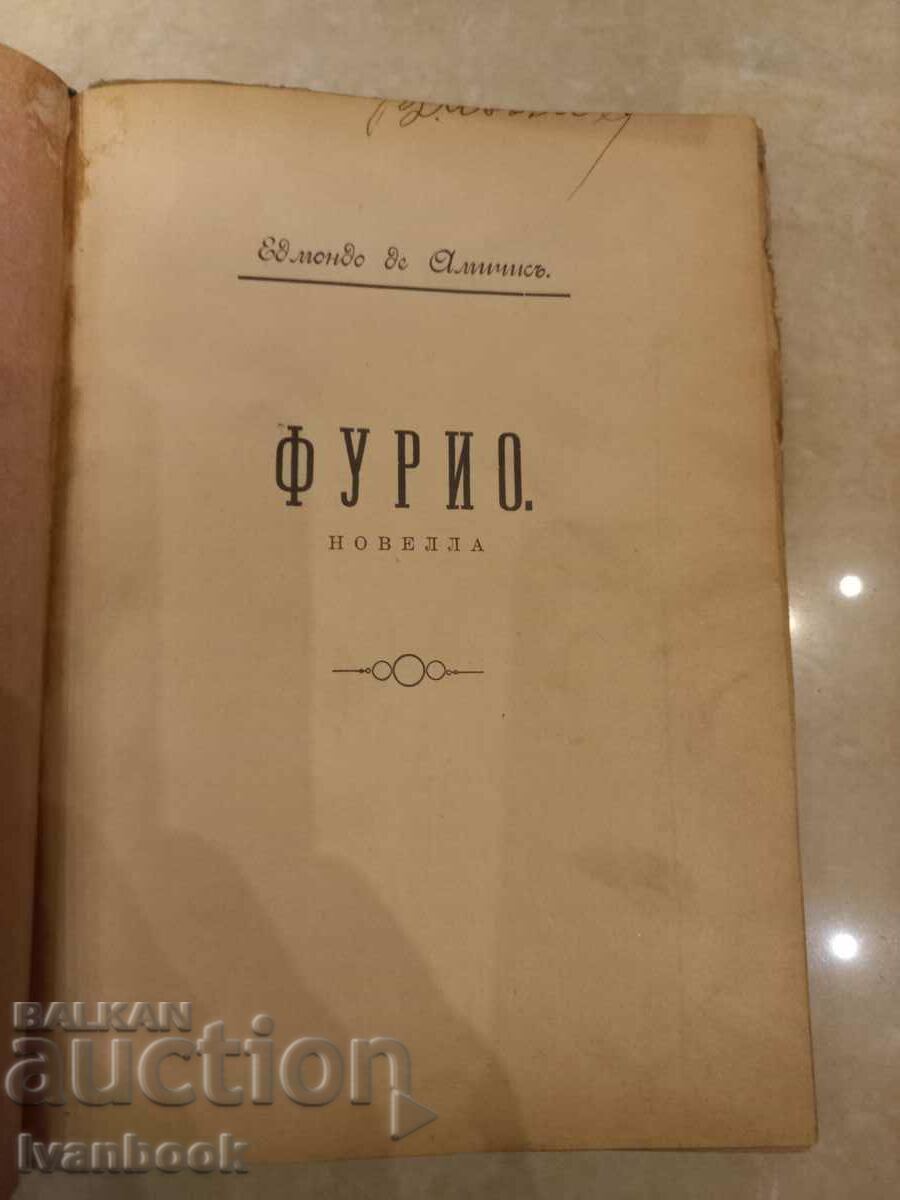 Едмондо де Амичисъ.
ФУРИО.
НОВЕЛЛА
BALKAN
auction
Ivanbook